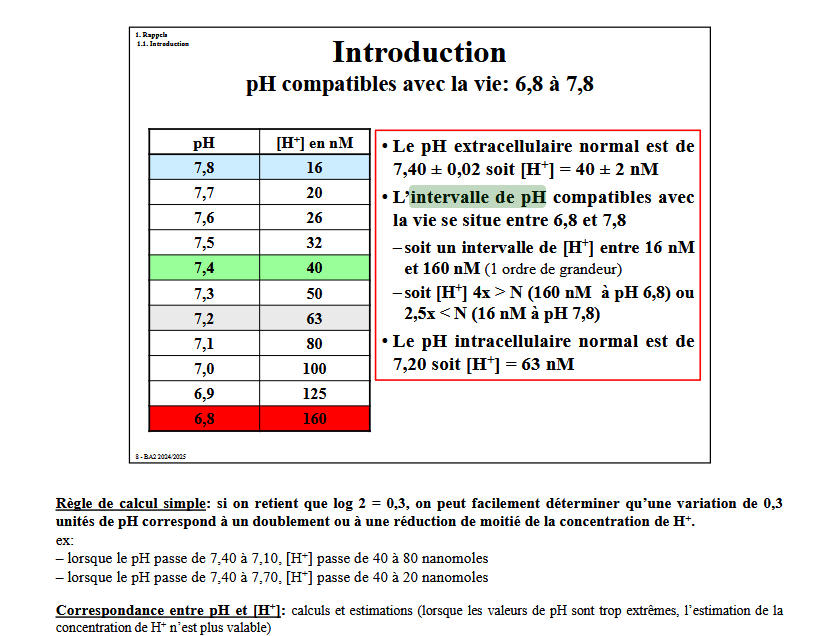 1. Rappels
1.1. Introduction
Introduction
pH compatibles avec la vie: 6,8 à 7,8
pH [H⁺] en nM
7,8 16
7,7 20
7,6 26
7,5 32
7,4 40
7,3 50
7,2 63
7,1 80
7,0 100
6,9 125
6,8 160
• Le pH extracellulaire normal est de
7,40 ± 0,02 soit [H⁺] = 40 ± 2 nM
• L’intervalle de pH compatibles avec
la vie se situe entre 6,8 et 7,8
– soit un intervalle de [H⁺] entre 16 nM
et 160 nM (1 ordre de grandeur)
– soit [H⁺] 4x > N (160 nM à pH 6,8) ou
2,5x < N (16 nM à pH 7,8)
• Le pH intracellulaire normal est de
7,20 soit [H⁺] = 63 nM
8 - BA2 2024/2025
Règle de calcul simple: si on retient que log 2 = 0,3, on peut facilement déterminer qu’une variation de 0,3
unités de pH correspond à un doublement ou à une réduction de moitié de la concentration de H⁺.
ex:
– lorsque le pH passe de 7,40 à 7,10, [H⁺] passe de 40 à 80 nanomoles
– lorsque le pH passe de 7,40 à 7,70, [H⁺] passe de 40 à 20 nanomoles
Correspondance entre pH et [H⁺]: calculs et estimations (lorsque les valeurs de pH sont trop extrêmes, l’estimation de la
concentration de H⁺ n’est plus valable)